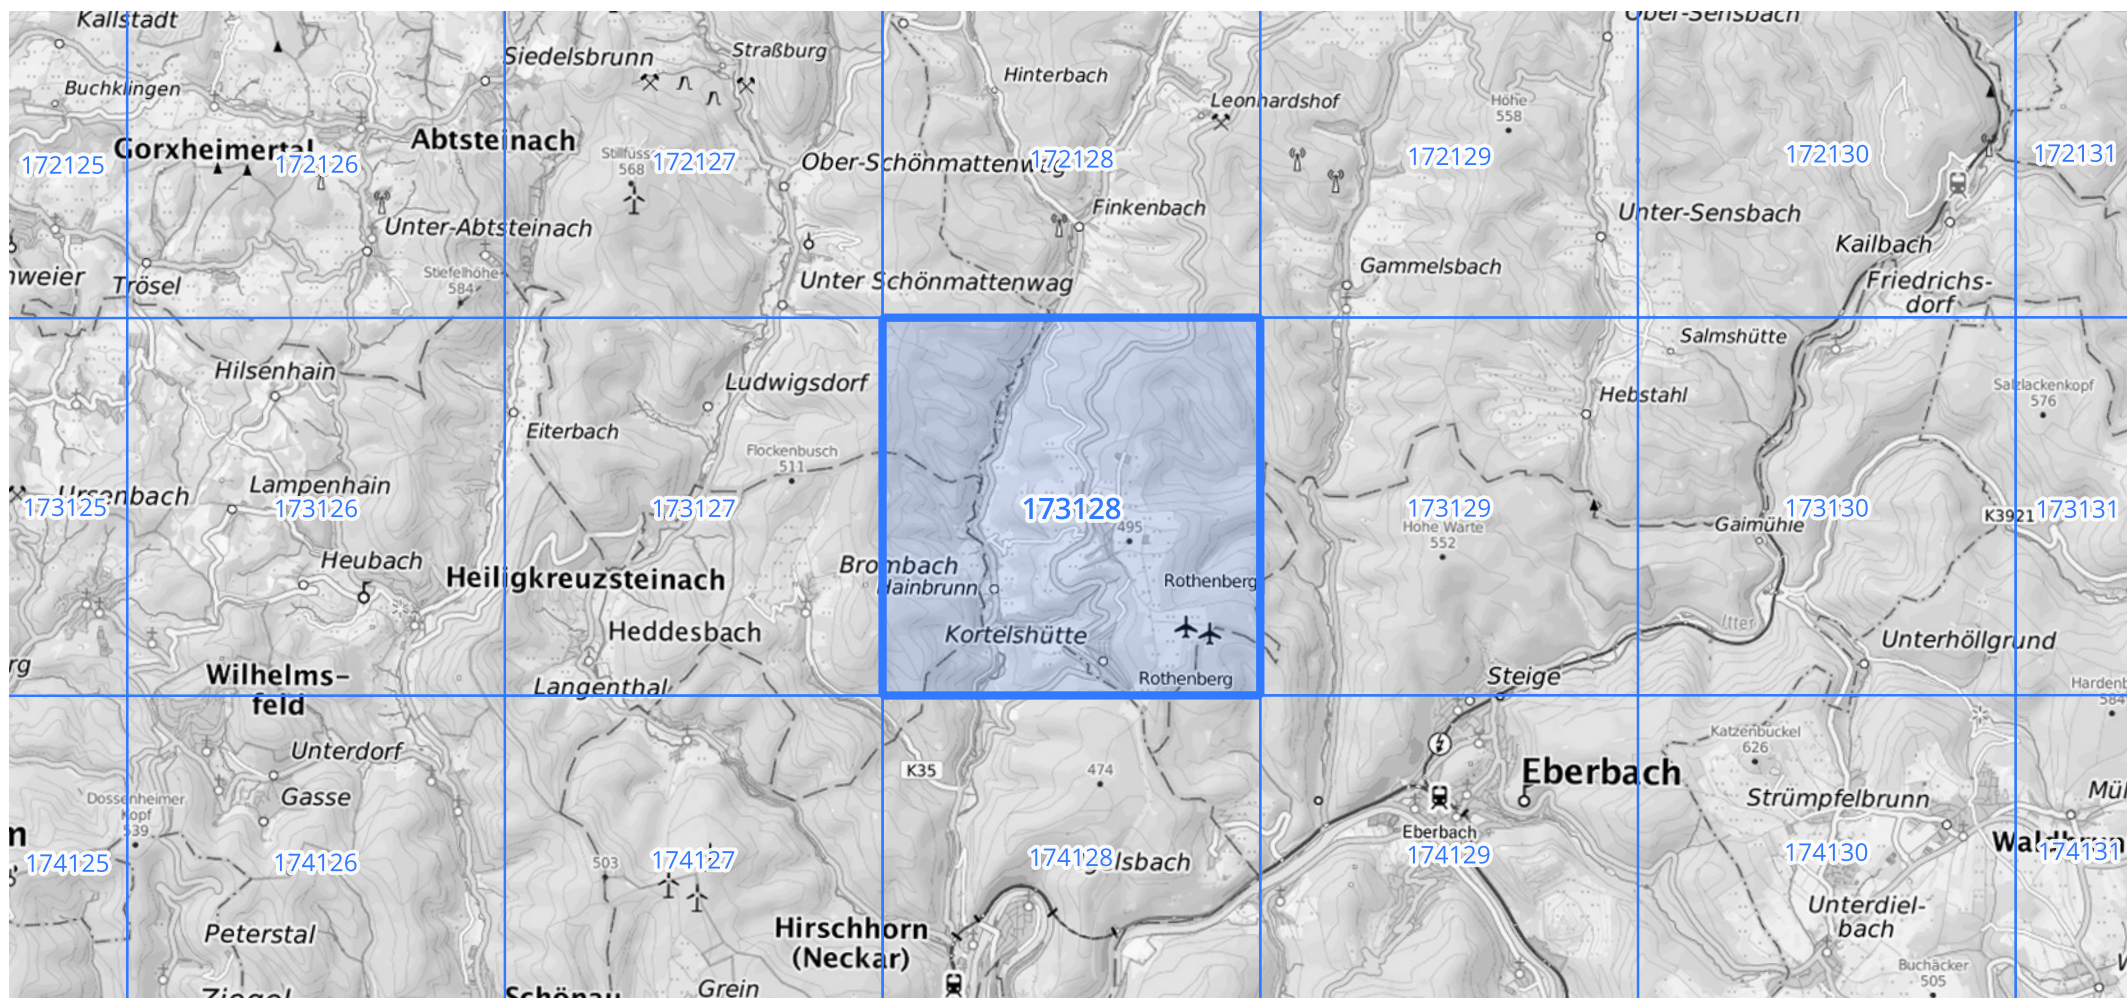 Kallstadt
Siedelsbrunn
Straßburg
Ober-Sensbach
Buchklingen
Hinterbach
Leonhardshof
Höhe
558
Gorxheimertal
Abtsteinach
172125
172126
172127
172128
172129
172130
172131
568
Ober-Schönmattenwag
Finkenbach
Unter-Sensbach
Unter-Abtsteinach
Kailbach
Trösel
Stiefelhöhe
584
Unter Schönmattenwag
Gammelsbach
Friedrichs-
dorf
Salmshütte
Hilsenhain
Ludwigsdorf
Hebstahl
Salzlackenkopf
576
Eiterbach
Flockenbusch
511
Ursenbach
Lampenhain
173125
173126
173127
173128
173129
173130
173131
K3921
495
Hohe Warte
552
Gaimühle
Heubach
Heiligkreuzsteinach
Brombach
Hainbrunn
Rothenberg
Heddesbach
Kortelshütte
Itter
Unterhöllgrund
Wilhelms-
feld
Langenthal
Rothenberg
Steige
584
Unterdorf
K35
474
Katzenbuckel
626
Eberbach
Gasse
Dossenheimer
Kopf
539
Strümpfelbrunn
Eberbach
174125
174126
174127
174128
174129
174130
174131
503
Unterdiel-
bach
Peterstal
Hirschhorn
(Neckar)
Buchäcker
505
Grein
Schönau